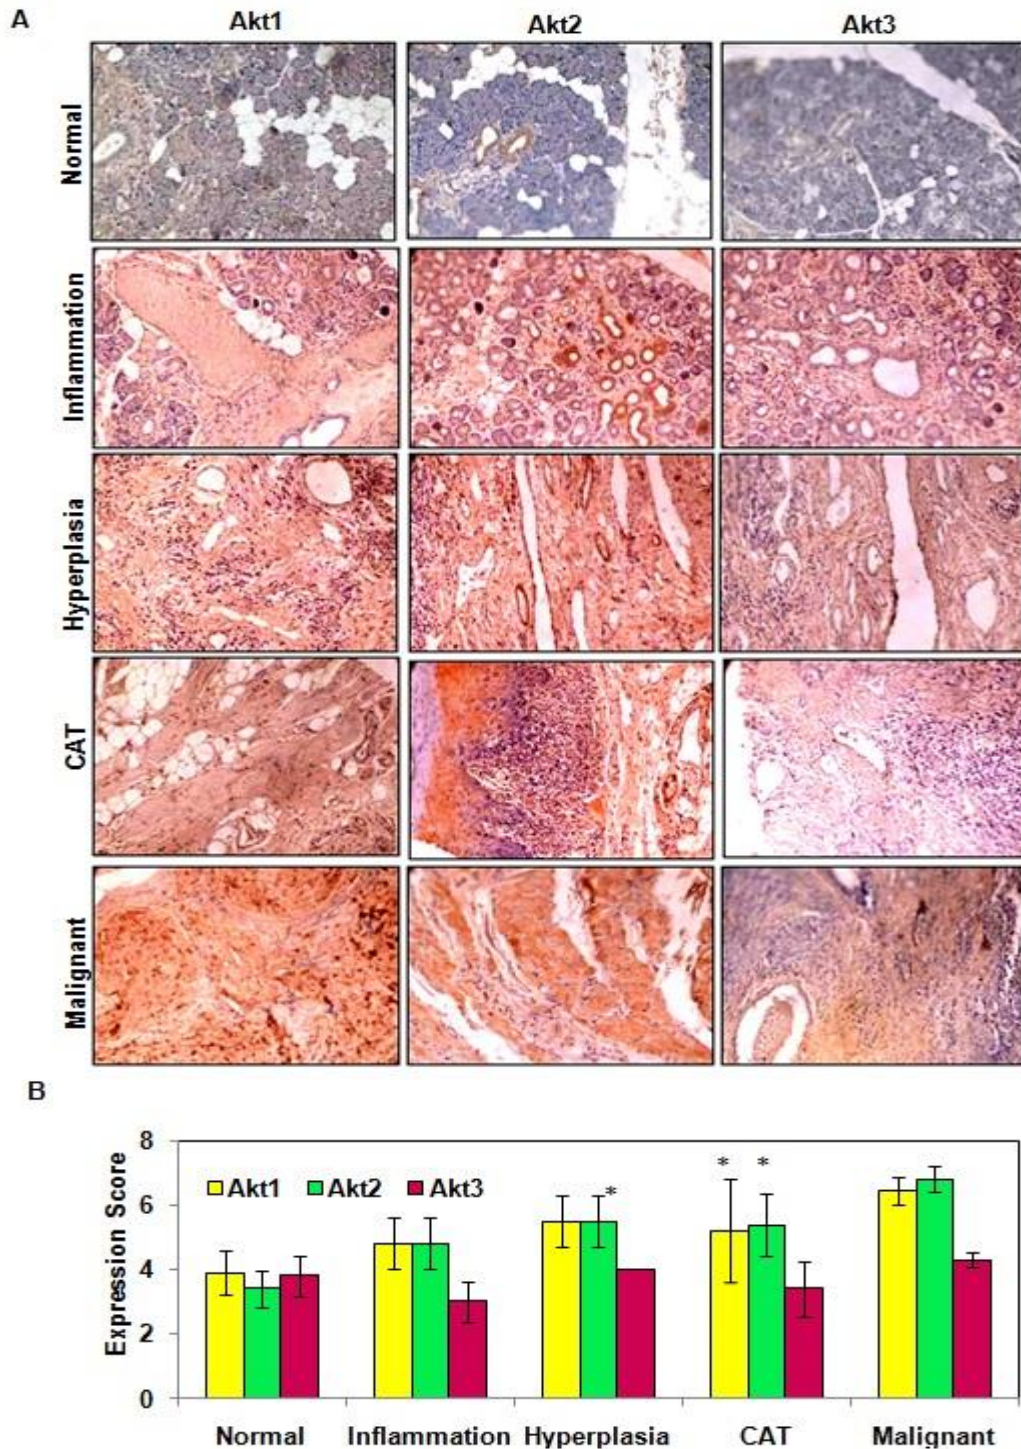 A
Akt1 Akt2 Akt3
Normal
Inflammation
Hyperplasia
CAT
Malignant
B
Expression Score
8
6
4
2
0
Akt1 Akt2 Akt3
*
* *
Normal Inflammation Hyperplasia CAT Malignant